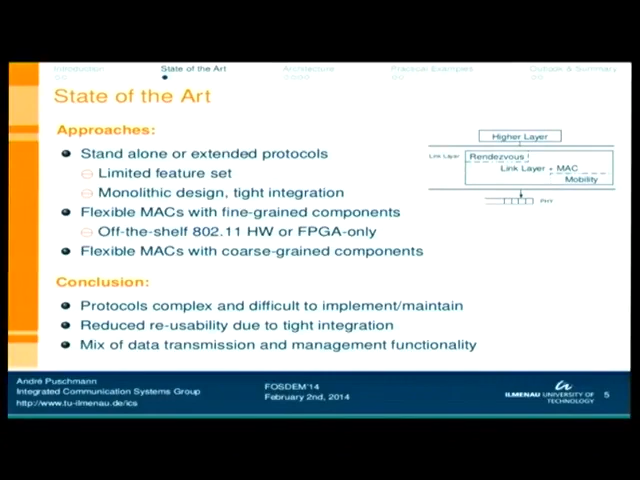 Introduction State of the Art Architecture Practical Examples Outlook & Summary
State of the Art
Approaches:
Stand alone or extended protocols
Limited feature set
Monolithic design, tight integration
Flexible MACs with fine-grained components
Off-the-shelf 802.11 HW or FPGA-only
Flexible MACs with coarse-grained components
Higher Layer
Link Layer
Rendezvous
Link Layer
MAC
Mobility
PHY
Conclusion:
Protocols complex and difficult to implement/maintain
Reduced re-usability due to tight integration
Mix of data transmission and management functionality
André Puschmann
Integrated Communication Systems Group
http://www.tu-ilmenau.de/ics
FOSDEM'14
February 2nd, 2014
ILMENAU UNIVERSITY OF
TECHNOLOGY
5